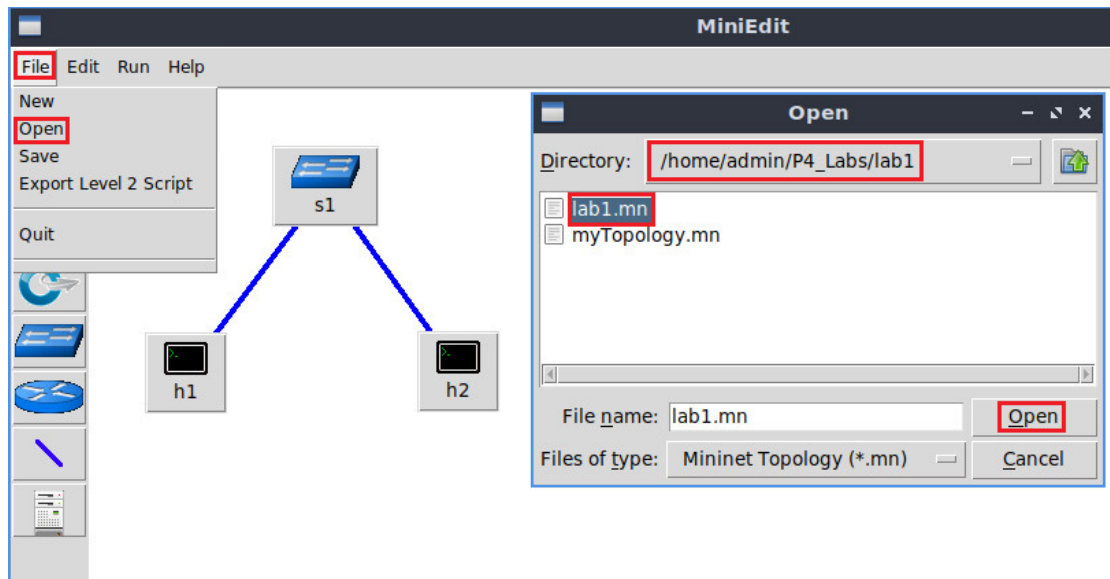 MiniEdit
File Edit Run Help
New
Open
Save
Export Level 2 Script
Quit
s1
h1
h2
Open
Directory: /home/admin/P4_Labs/lab1
lab1.mn
myTopology.mn
File name: lab1.mn Open
Files of type: Mininet Topology (*.mn) Cancel